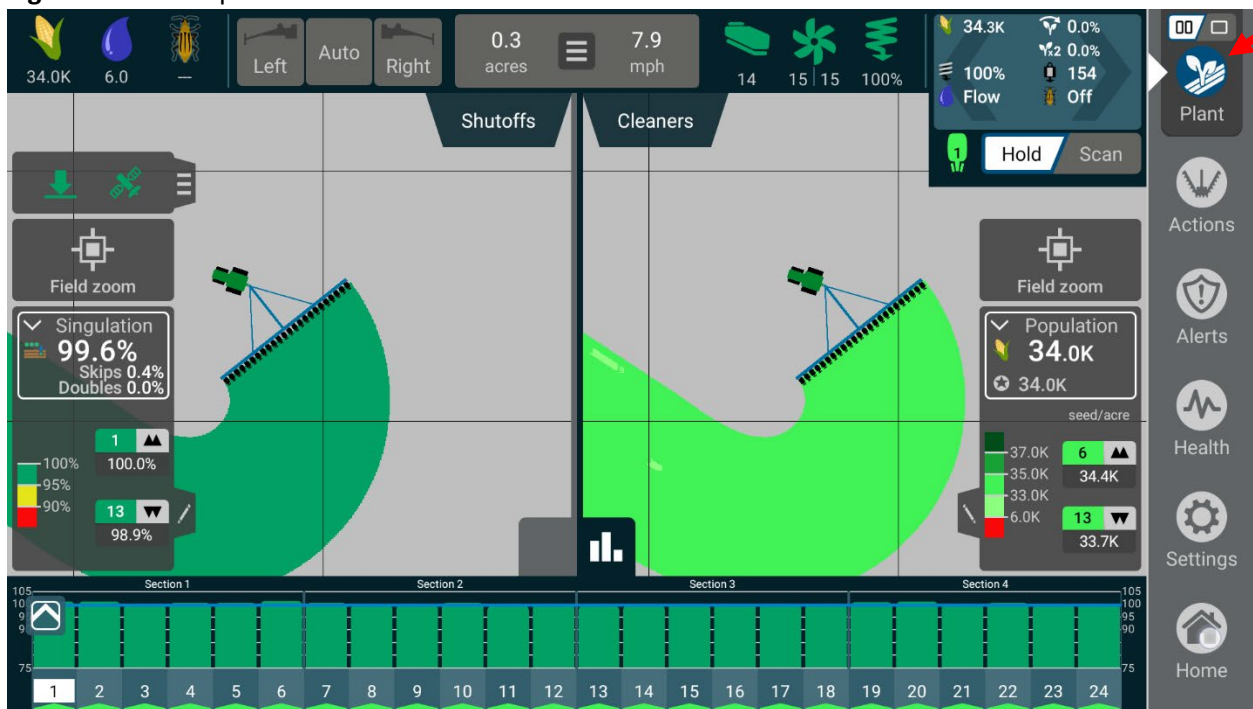 34.0K
6.0
---
Left
Auto
Right
0.3
acres
7.9
mph
14
15 | 15
100%
34.3K
0.0%
x2 0.0%
100%
154
Flow
Off
1
Hold
Scan
Plant
Shutoffs
Cleaners
Actions
Field zoom
Field zoom
Alerts
Singulation
99.6%
Skips 0.4%
Doubles 0.0%
Population
34.0K
34.0K
seed/acre
1
100.0%
100%
95%
90%
13
98.9%
37.0K
35.0K
33.0K
6.0K
6
34.4K
13
33.7K
Health
Settings
Section 1
Section 2
Section 3
Section 4
105
75
105
100
95
90
75
1 2 3 4 5 6 7 8 9 10 11 12 13 14 15 16 17 18 19 20 21 22 23 24
Home